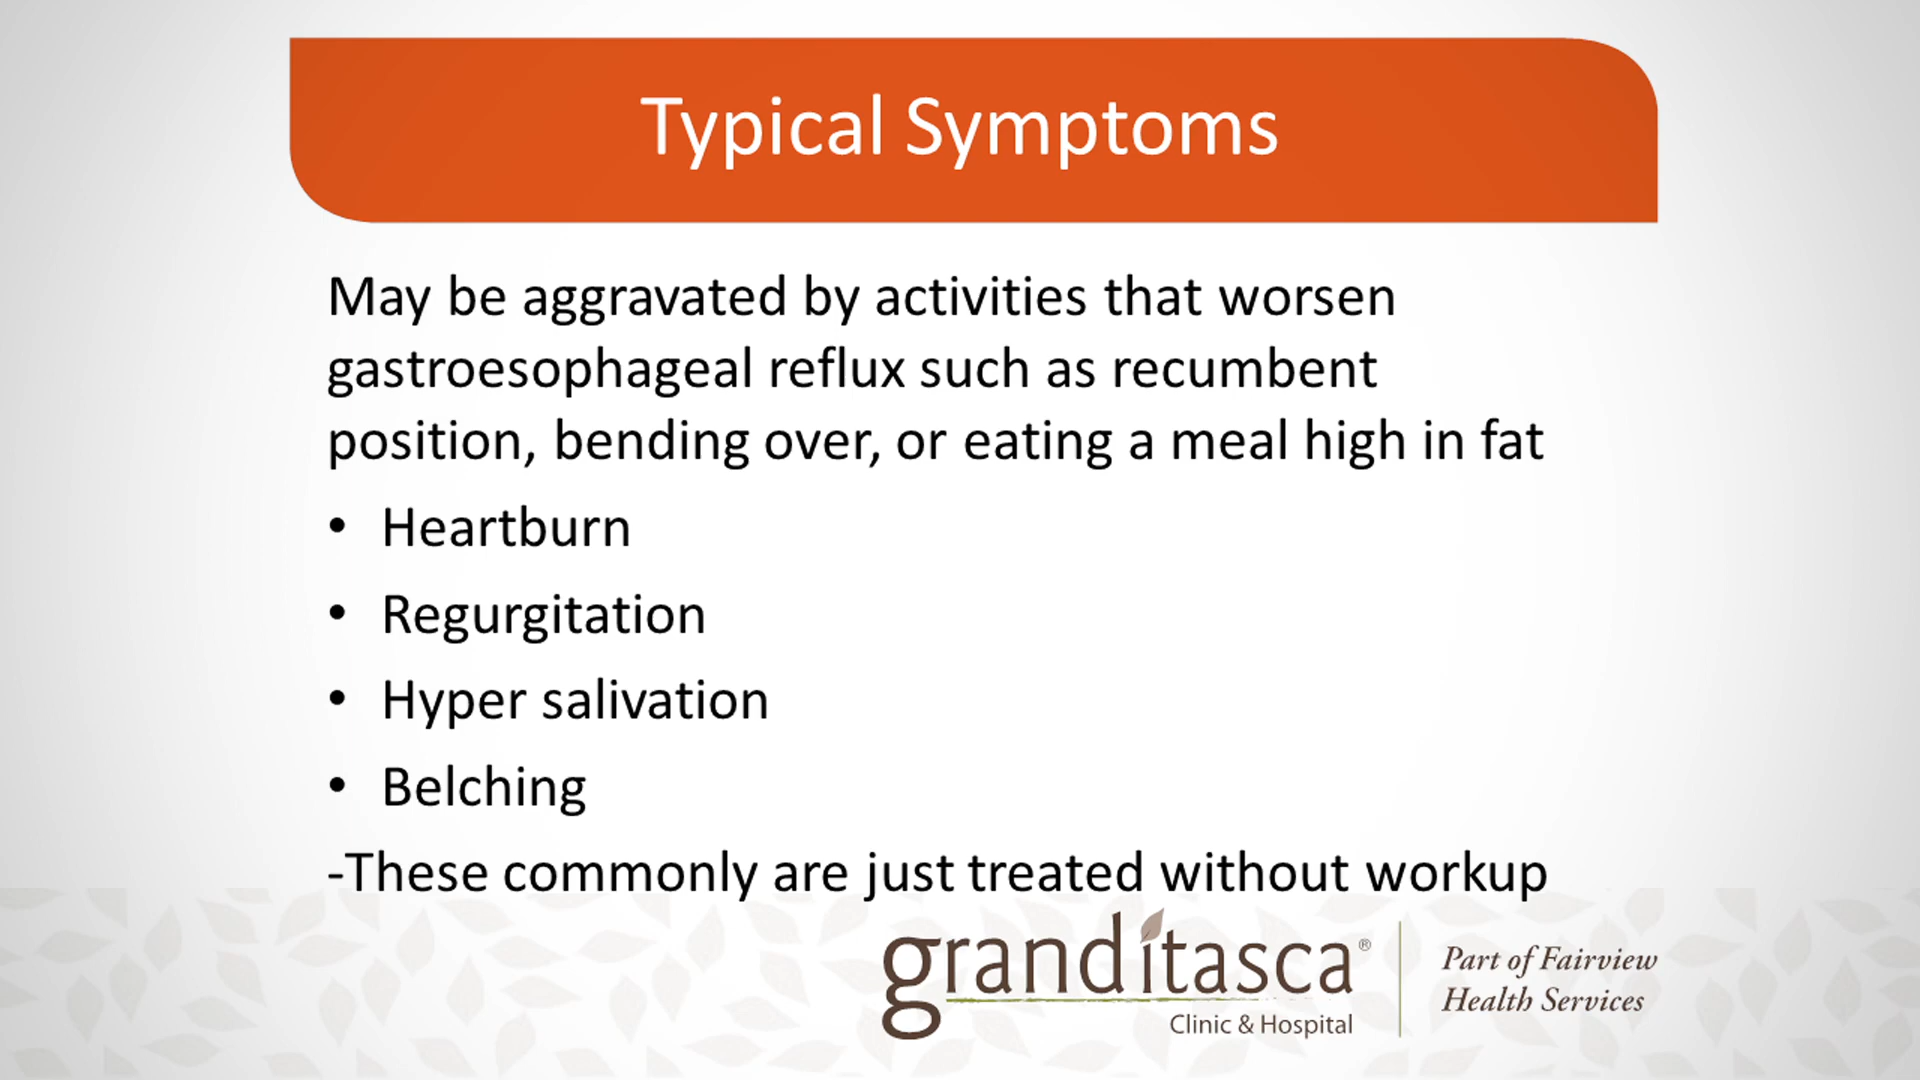 Typical Symptoms
May be aggravated by activities that worsen
gastroesophageal reflux such as recumbent
position, bending over, or eating a meal high in fat
• Heartburn
• Regurgitation
• Hyper salivation
• Belching
-These commonly are just treated without workup
granditasca®
Clinic & Hospital
Part of Fairview
Health Services